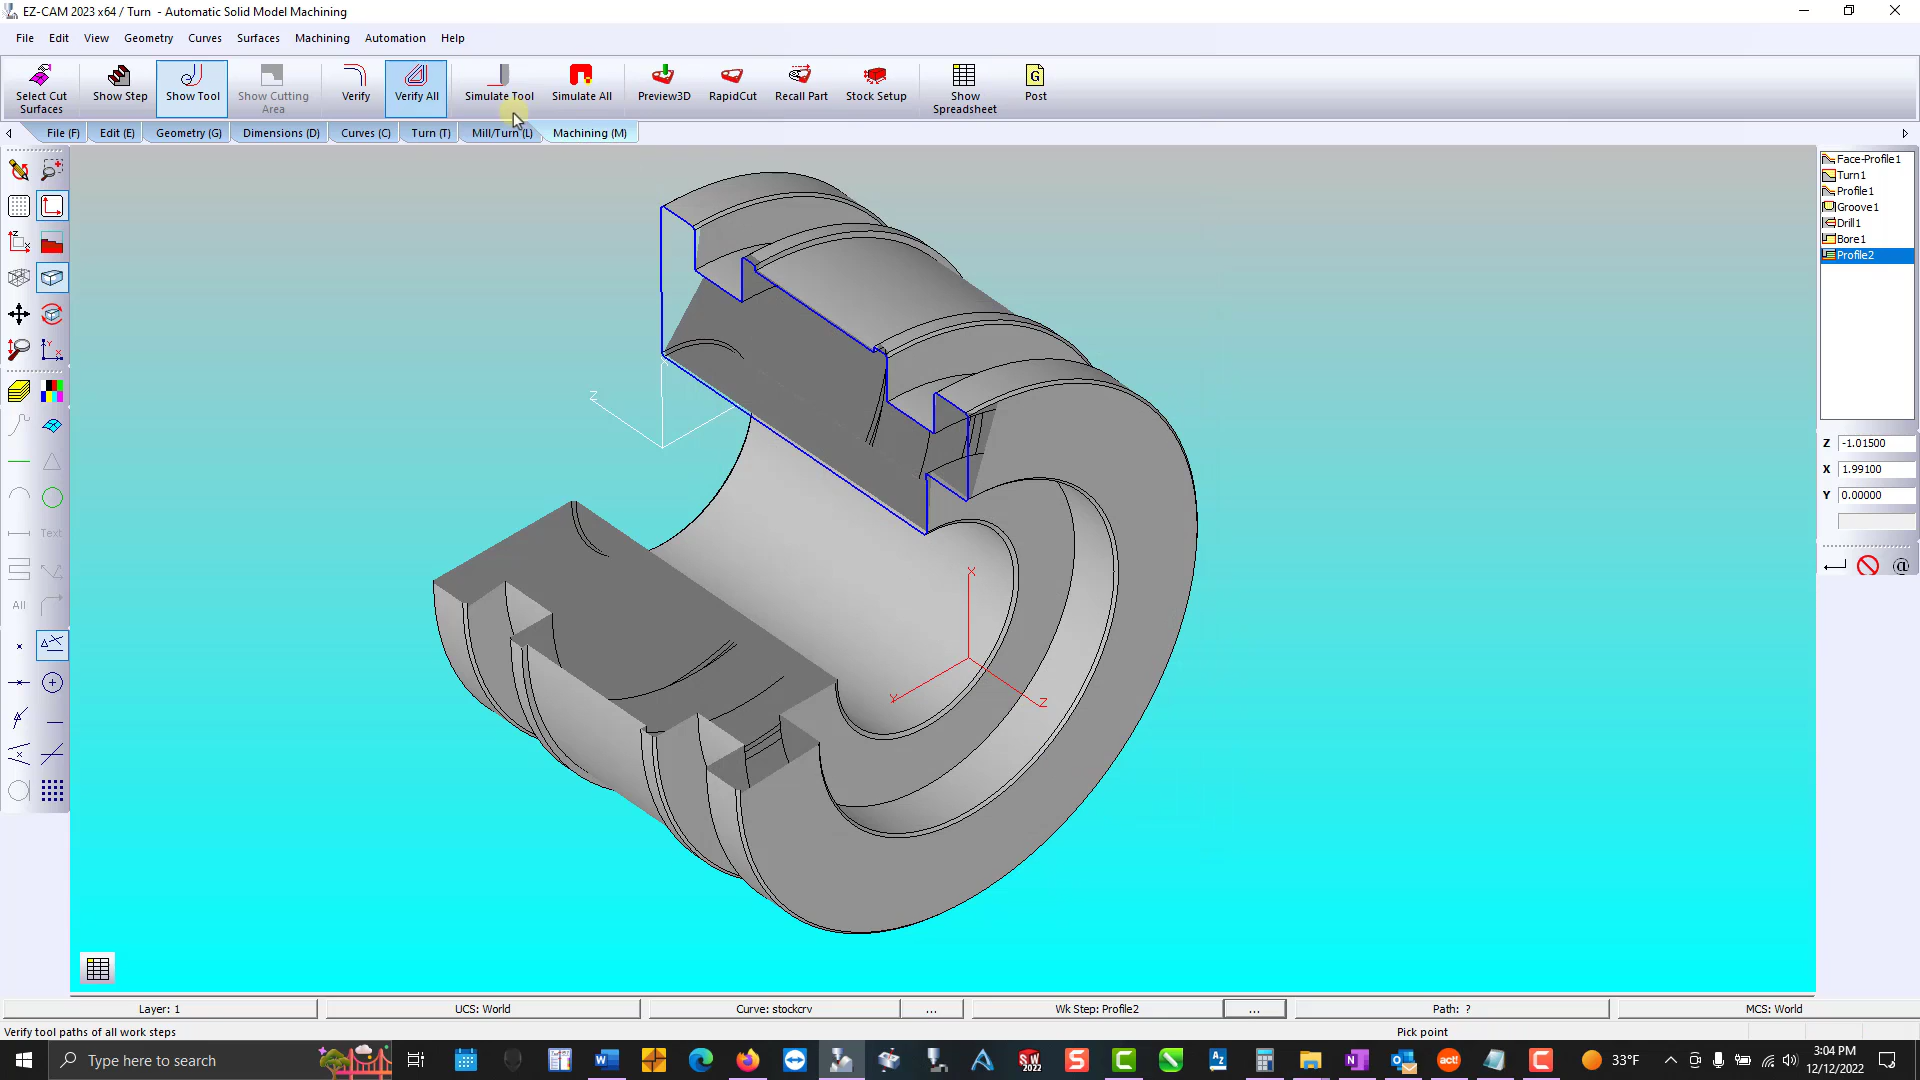 EZ-CAM 2023 x64 / Turn - Automatic Solid Model Machining
File Edit View Geometry Curves Surfaces Machining Automation Help
Select Cut Surfaces
Show Step
Show Tool
Show Cutting Area
Verify
Verify All
Simulate Tool
Simulate All
Preview3D
RapidCut
Recall Part
Stock Setup
Show Spreadsheet
G
Post
File (F) Edit (E) Geometry (G) Dimensions (D) Curves (C) Turn (T) Mill/Turn (L) Machining (M)
Face-Profile1
Turn1
Profile1
Groove1
Drill1
Bore1
Profile2
Z -1.01500
X 1.99100
Y 0.00000
@
Text
All
Z
X
Y
Z
Layer: 1
UCS: World
Curve: stockcrv
...
Wk Step: Profile2
...
Path: ?
MCS: World
Verify tool paths of all work steps
Pick point
Type here to search
33°F
3:04 PM
12/12/2022